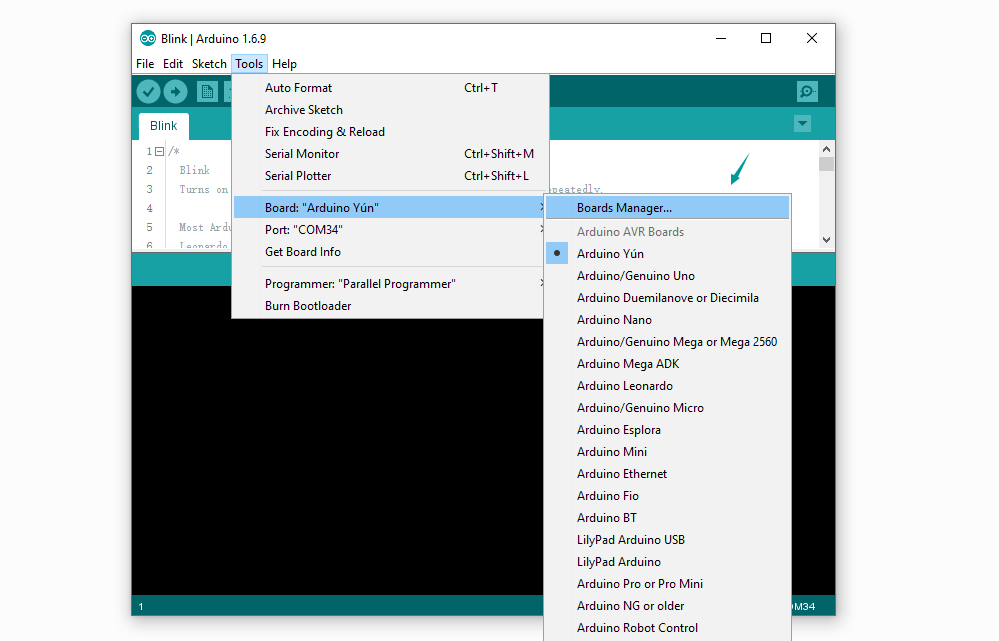 Blink | Arduino 1.6.9
File Edit Sketch Tools Help
Blink
1 /*
2 Blink
3 Turns on
repeatedly.
4
5 Most Ardu
6 Leonardo
Auto Format Ctrl+T
Archive Sketch
Fix Encoding & Reload
Serial Monitor Ctrl+Shift+M
Serial Plotter Ctrl+Shift+L
Board: "Arduino Yún"
Port: "COM34"
Get Board Info
Programmer: "Parallel Programmer"
Burn Bootloader
Boards Manager...
Arduino AVR Boards
Arduino Yún
Arduino/Genuino Uno
Arduino Duemilanove or Diecimila
Arduino Nano
Arduino/Genuino Mega or Mega 2560
Arduino Mega ADK
Arduino Leonardo
Arduino/Genuino Micro
Arduino Esplora
Arduino Mini
Arduino Ethernet
Arduino Fio
Arduino BT
LilyPad Arduino USB
LilyPad Arduino
Arduino Pro or Pro Mini
Arduino NG or older
Arduino Robot Control
1
OM34